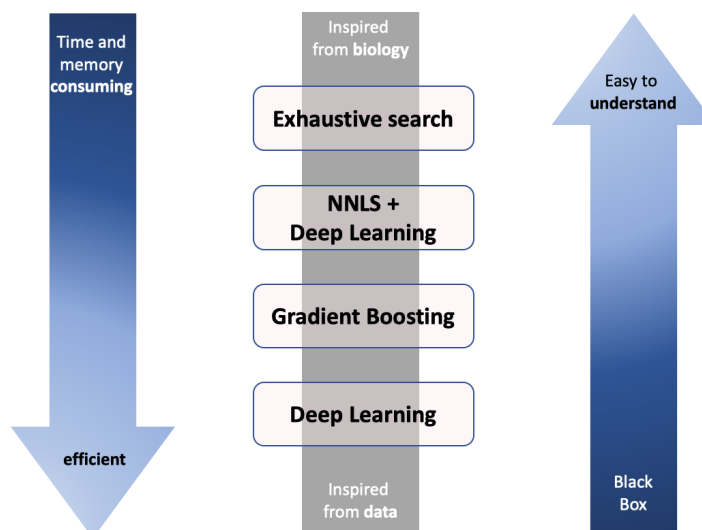 Time and
memory
consuming
efficient
Inspired
from biology
Exhaustive search
NNLS +
Deep Learning
Gradient Boosting
Deep Learning
Inspired
from data
Easy to
understand
Black
Box